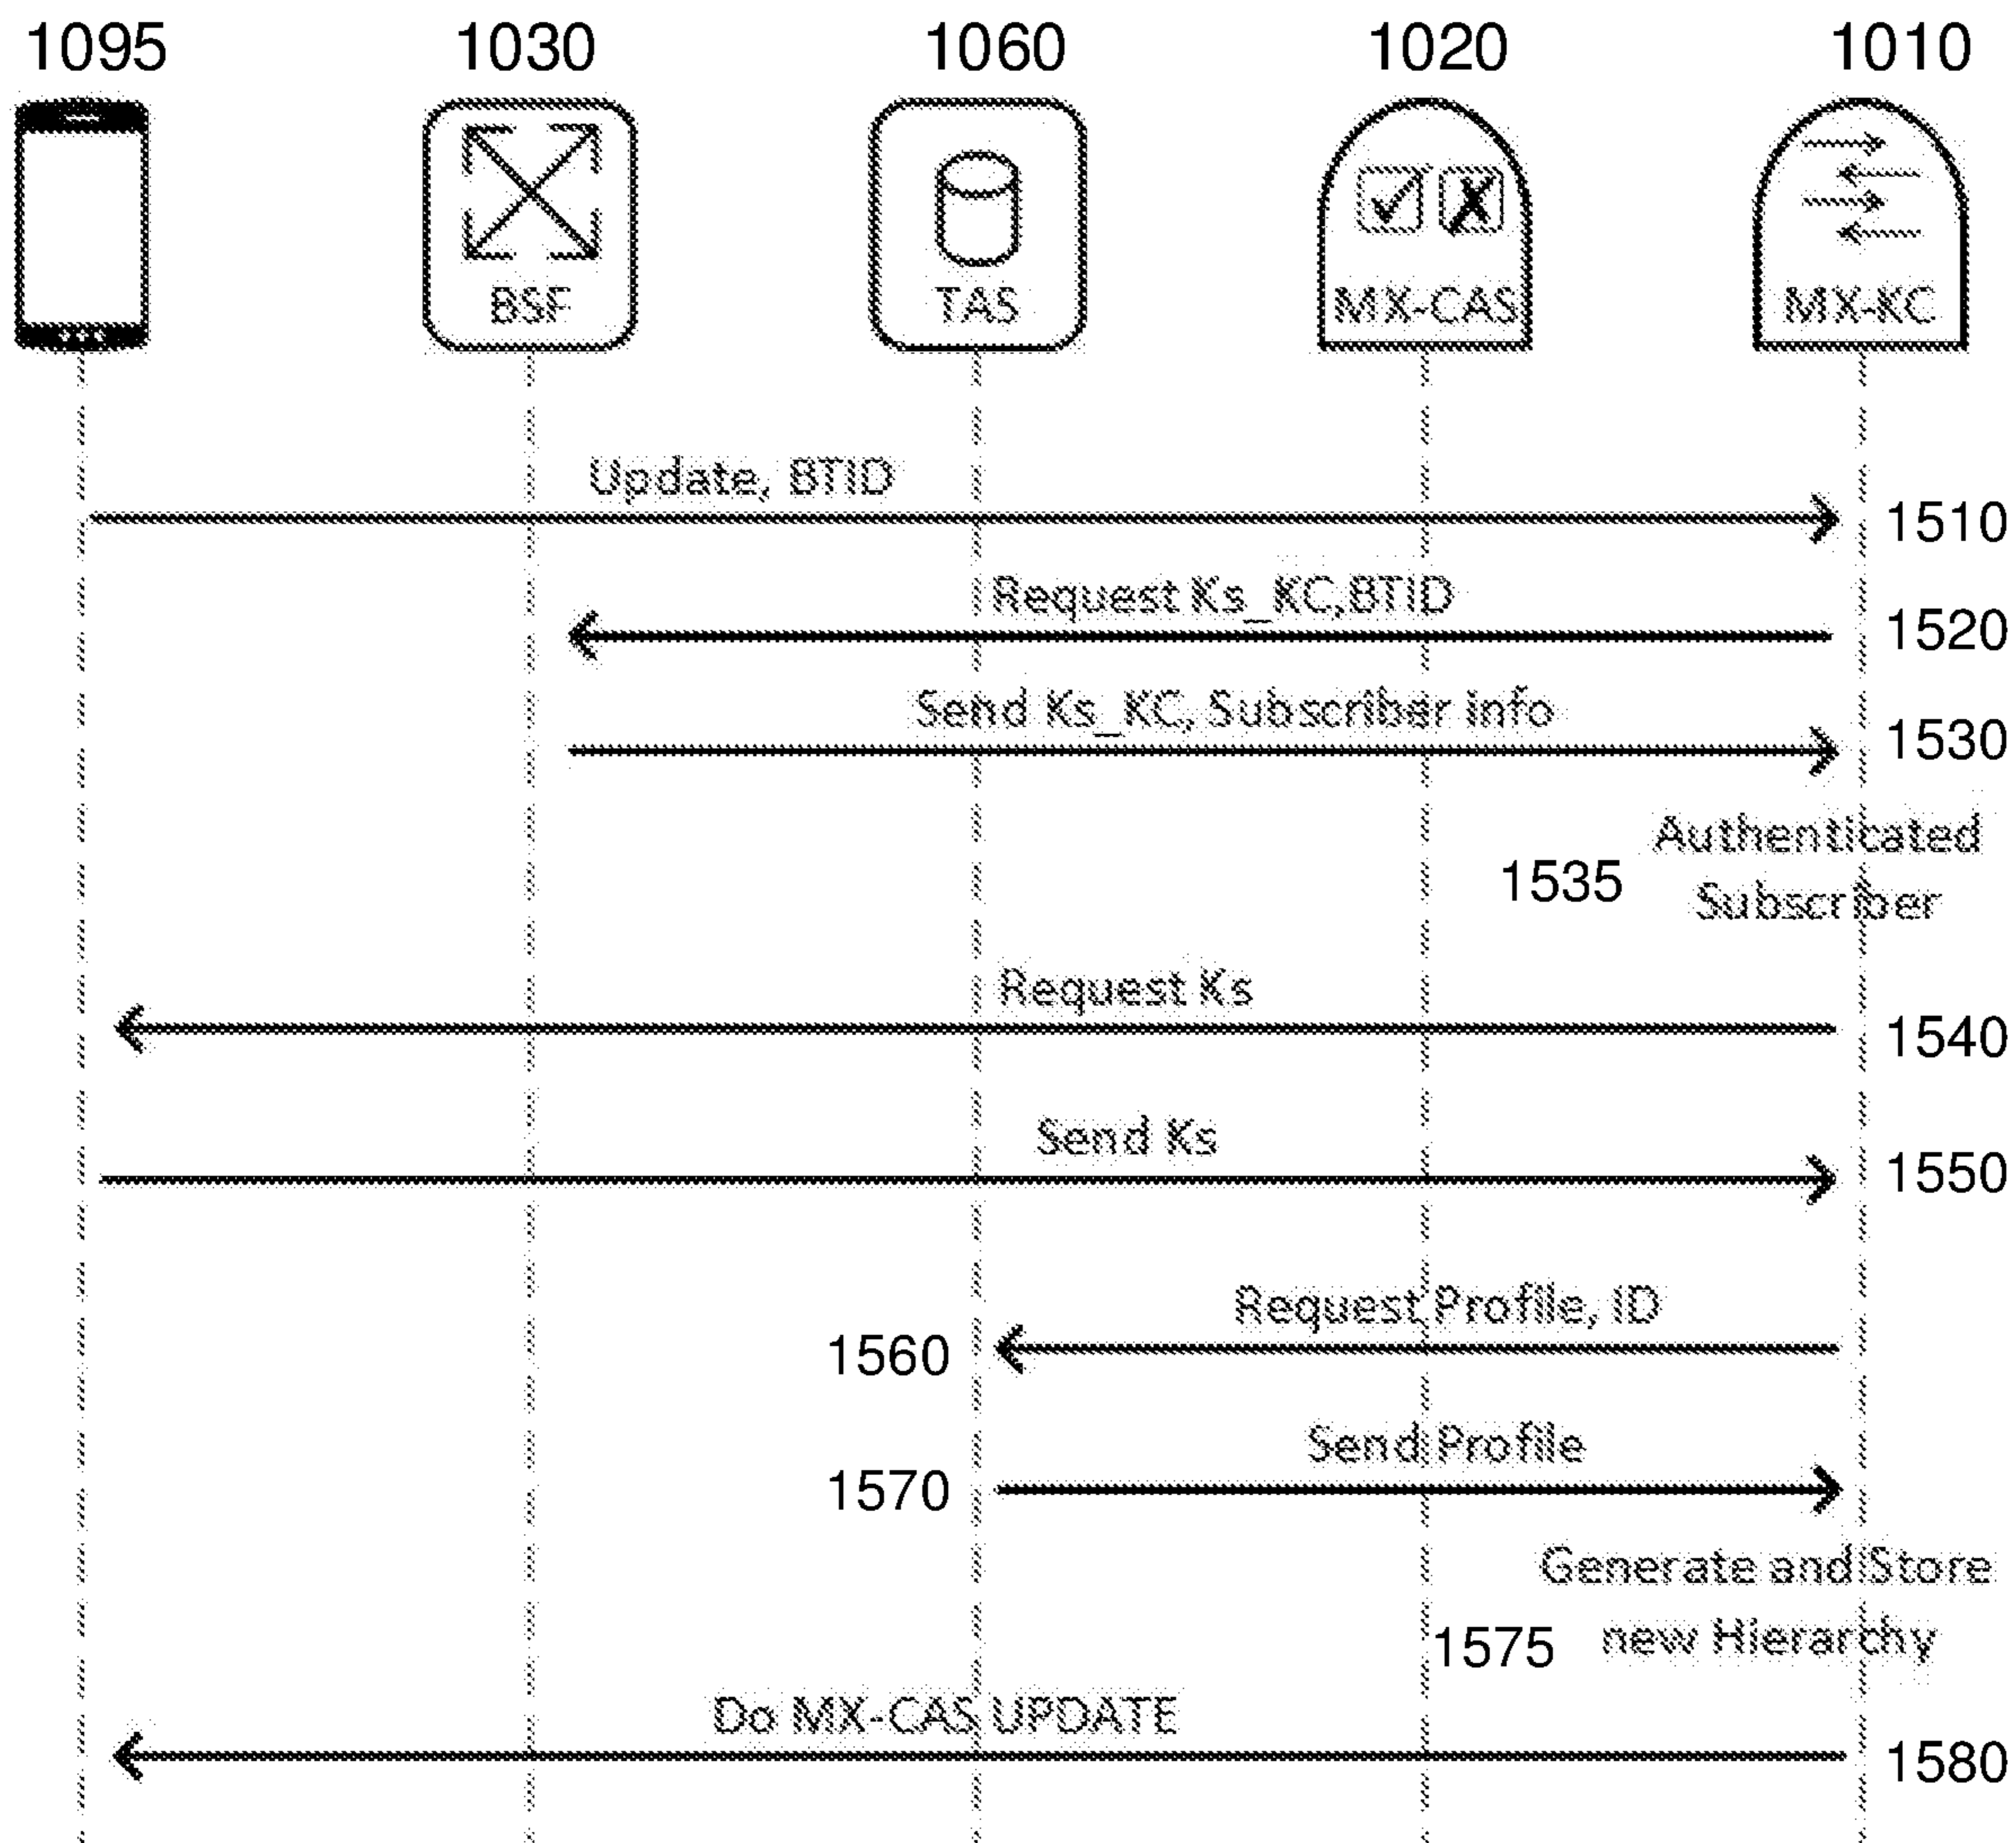 1095 1030 1060 1020 1010
BSF TAS MX-CAS MX-KC
Update, BTID
1510
Request Ks_KC,BTID
1520
Send Ks_KC, Subscriber info
1530
Authenticated
1535
Subscriber
Request Ks
1540
Send Ks
1550
Request Profile, ID
1560
Send Profile
1570
Generate and Store
1575 new Hierarchy
Do MX-CAS UPDATE
1580